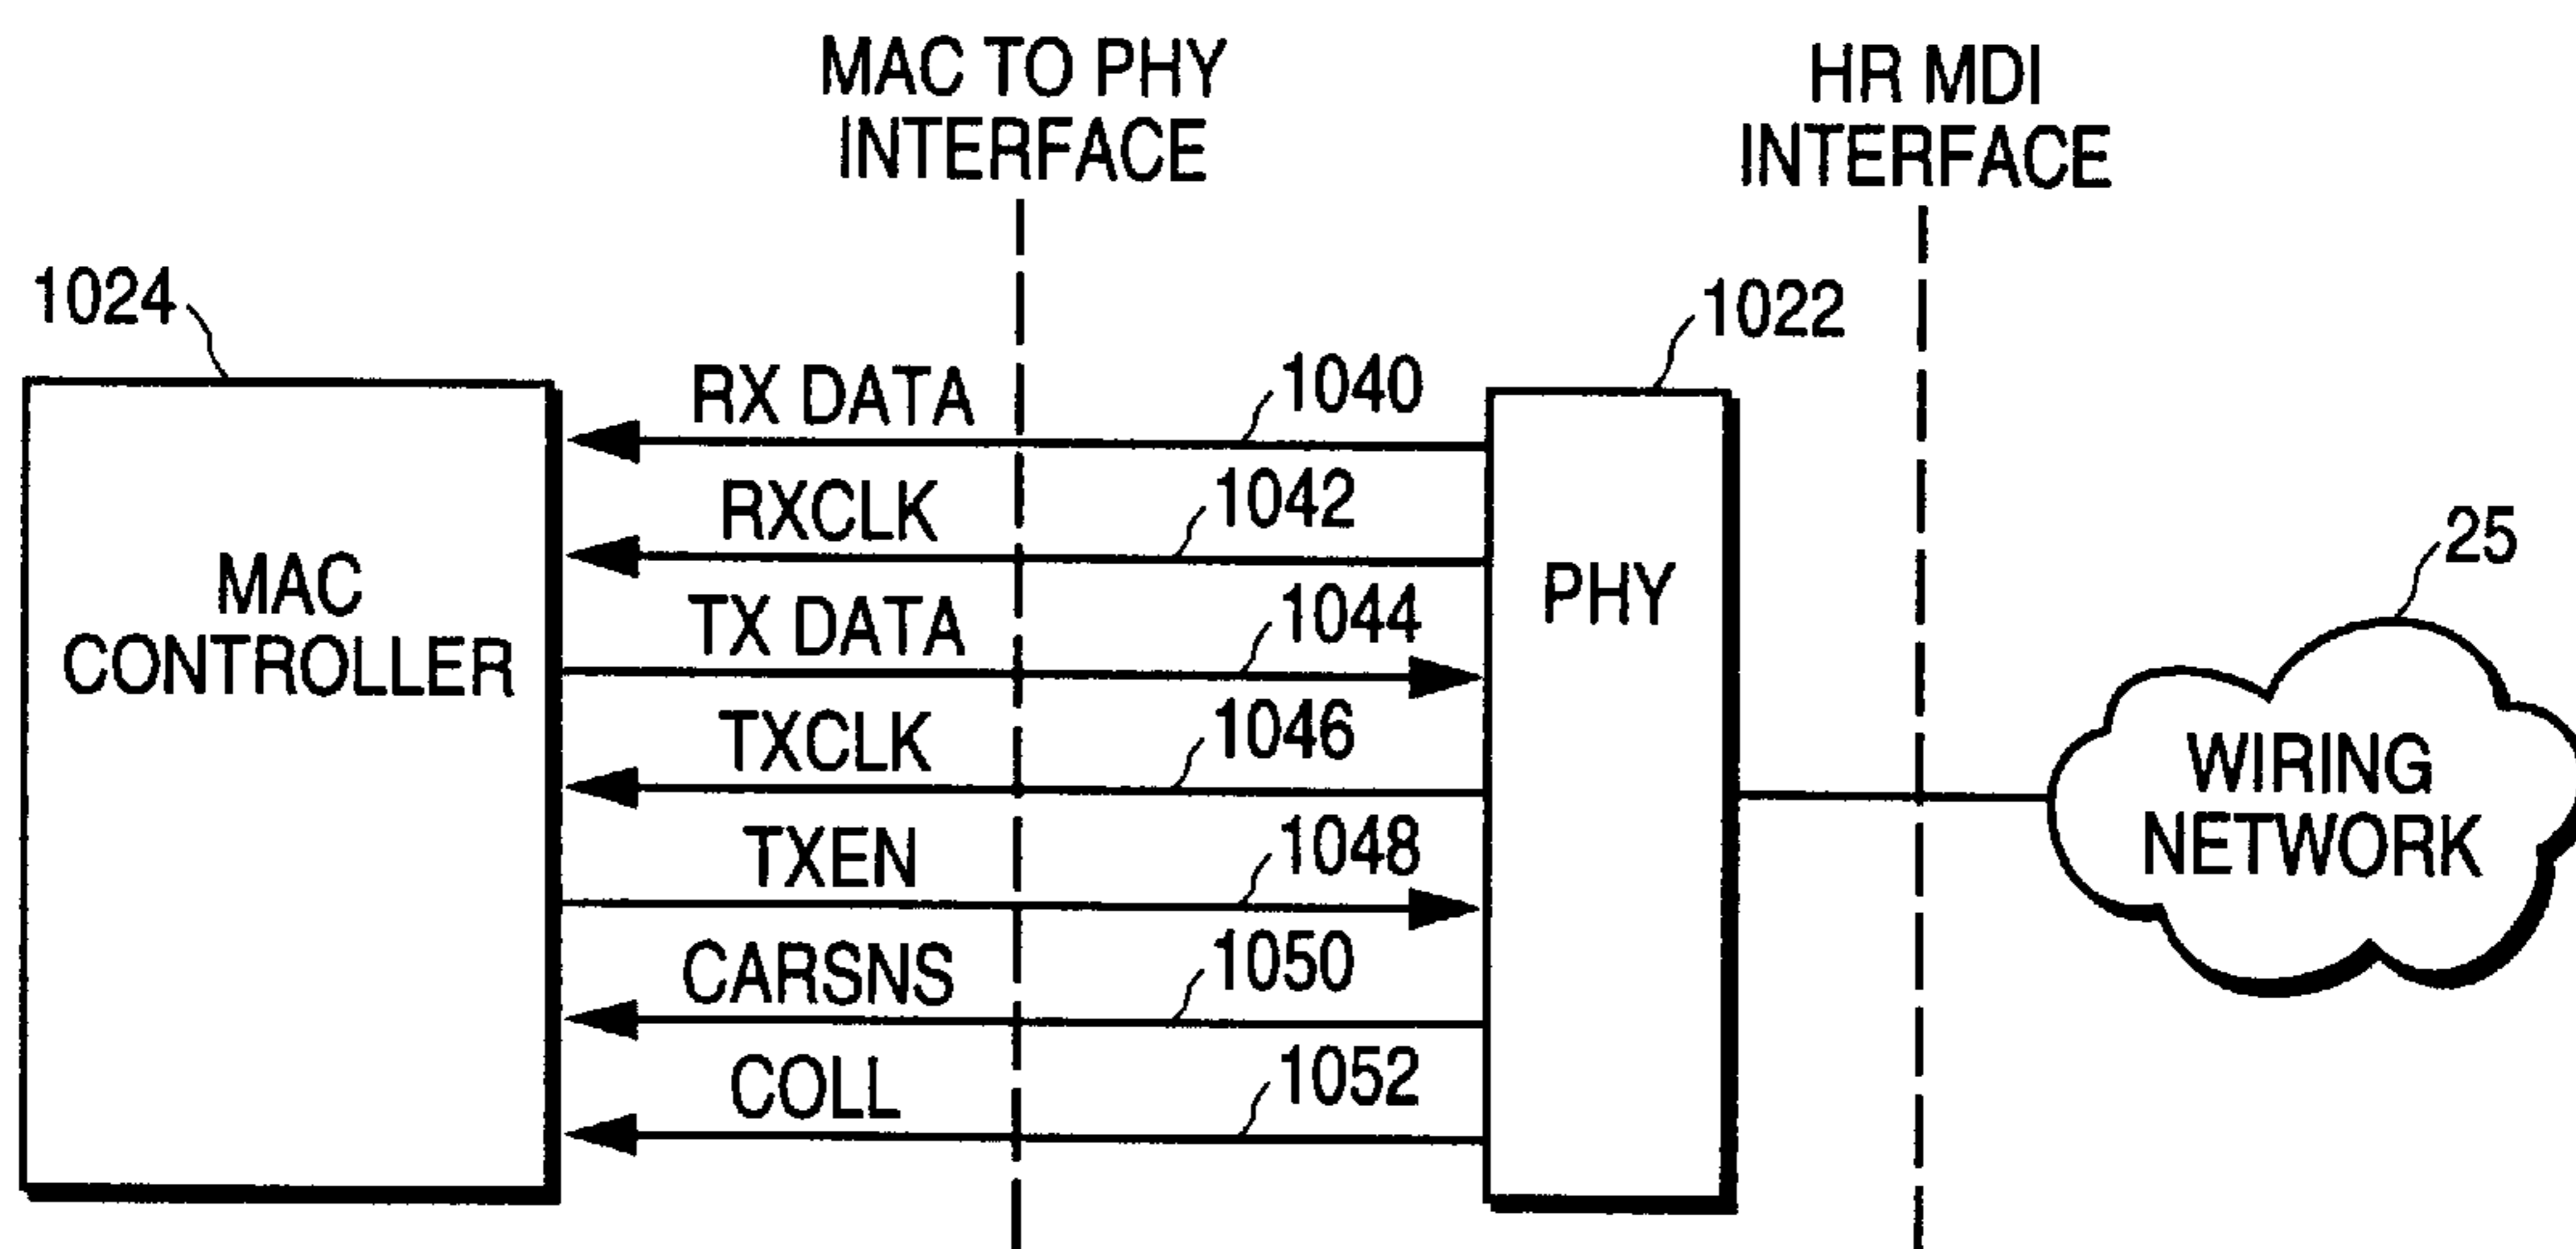 MAC TO PHY
INTERFACE
HR MDI
INTERFACE
1024
1022
RX DATA
1040
RXCLK
1042
25
MAC
CONTROLLER
PHY
TX DATA
1044
TXCLK
1046
WIRING
NETWORK
TXEN
1048
CARSNS
1050
COLL
1052